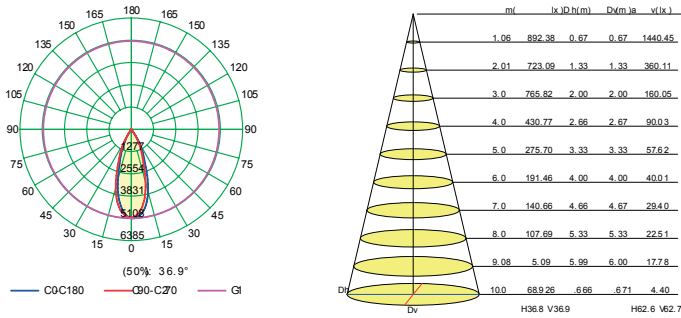 180
165 165
150 150
135 135
120 120
105 105
90 90
75 75
60 60
45 45
30 30
15 15
0
1277
2554
3831
5108
6385
(50%: 36.9°
C0-C180 C90-C270 G1
m( lx) D h(m) Dv(m )a v(lx )
1.06 892.38 0.67 0.67 1440.45
2.01 723.09 1.33 1.33 360.11
3.0 765.82 2.00 2.00 160.05
4.0 430.77 2.66 2.67 90.03
5.0 275.70 3.33 3.33 57.62
6.0 191.46 4.00 4.00 40.01
7.0 140.66 4.66 4.67 29.40
8.0 107.69 5.33 5.33 22.51
9.08 5.09 5.99 6.00 17.78
10.0 68.926 .666 .671 4.40
Dh
Dv H36.8 V36.9 H62.6 V62.7